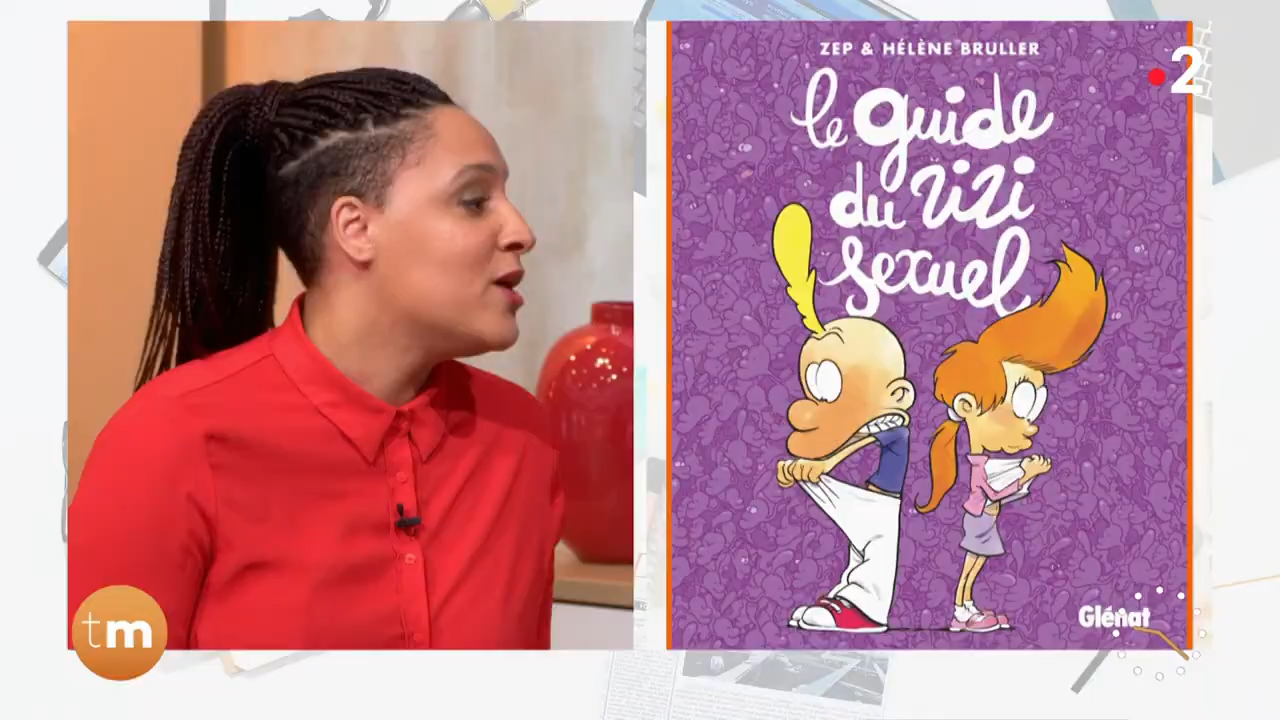 ZEP & HÉLÈNE BRULLER
2
le guide
du zizi
sexuel
Glénat
tm